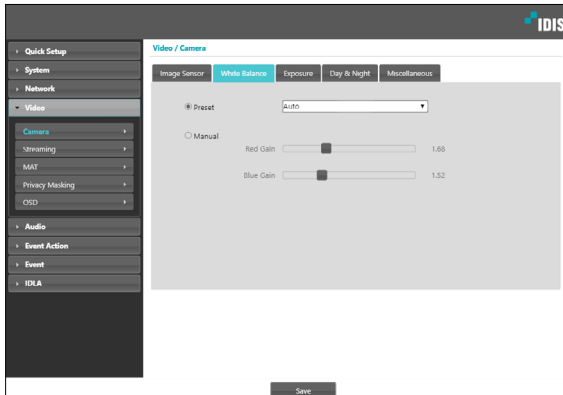 IDIS
Quick Setup
System
Network
Video
Camera
Streaming
MAT
Privacy Masking
OSD
Audio
Event Action
Event
IDLA
Video / Camera
Image Sensor White Balance Exposure Day & Night Miscellaneous
Preset Auto
Manual
Red Gain 1.68
Blue Gain 1.52
Save